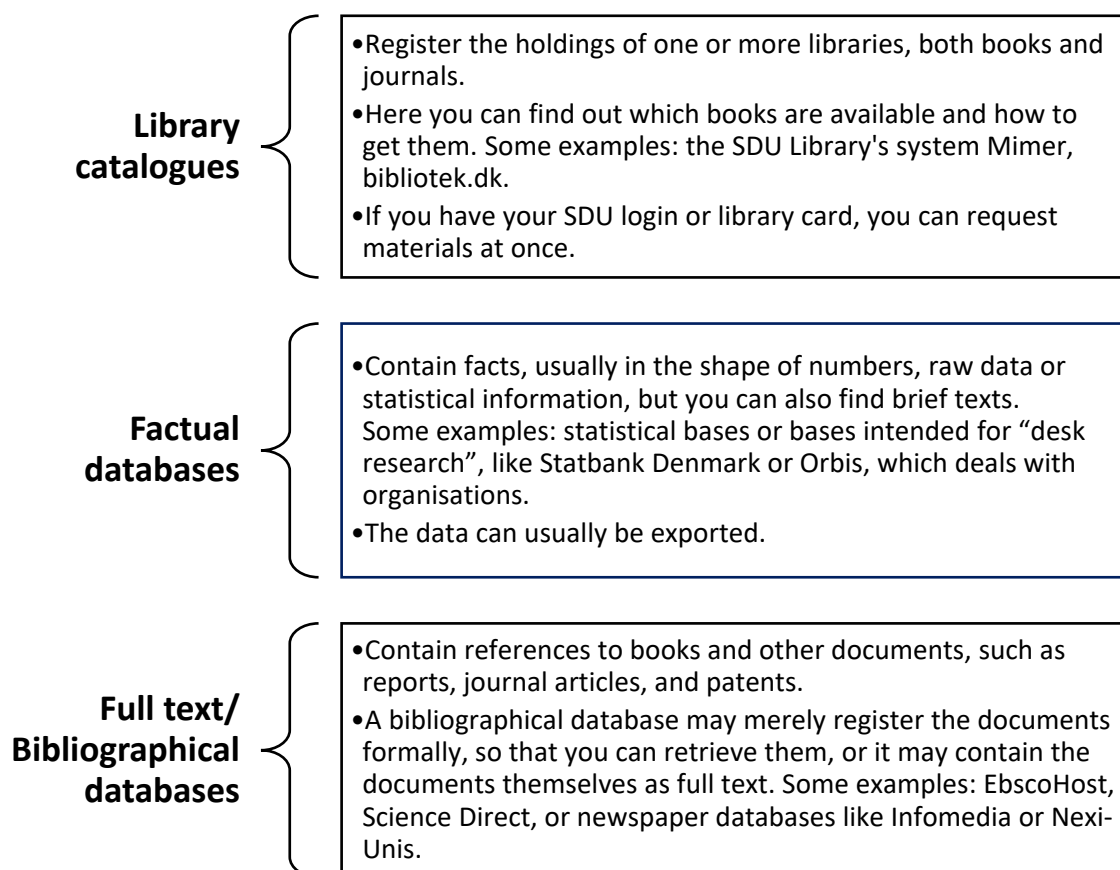 Library
catalogues
•Register the holdings of one or more libraries, both books and
journals.
•Here you can find out which books are available and how to
get them. Some examples: the SDU Library's system Mimer,
bibliotek.dk.
•If you have your SDU login or library card, you can request
materials at once.
Factual
databases
•Contain facts, usually in the shape of numbers, raw data or
statistical information, but you can also find brief texts.
Some examples: statistical bases or bases intended for “desk
research”, like Statbank Denmark or Orbis, which deals with
organisations.
•The data can usually be exported.
Full text/
Bibliographical
databases
•Contain references to books and other documents, such as
reports, journal articles, and patents.
•A bibliographical database may merely register the documents
formally, so that you can retrieve them, or it may contain the
documents themselves as full text. Some examples: EbscoHost,
Science Direct, or newspaper databases like Infomedia or Nexi-
Unis.